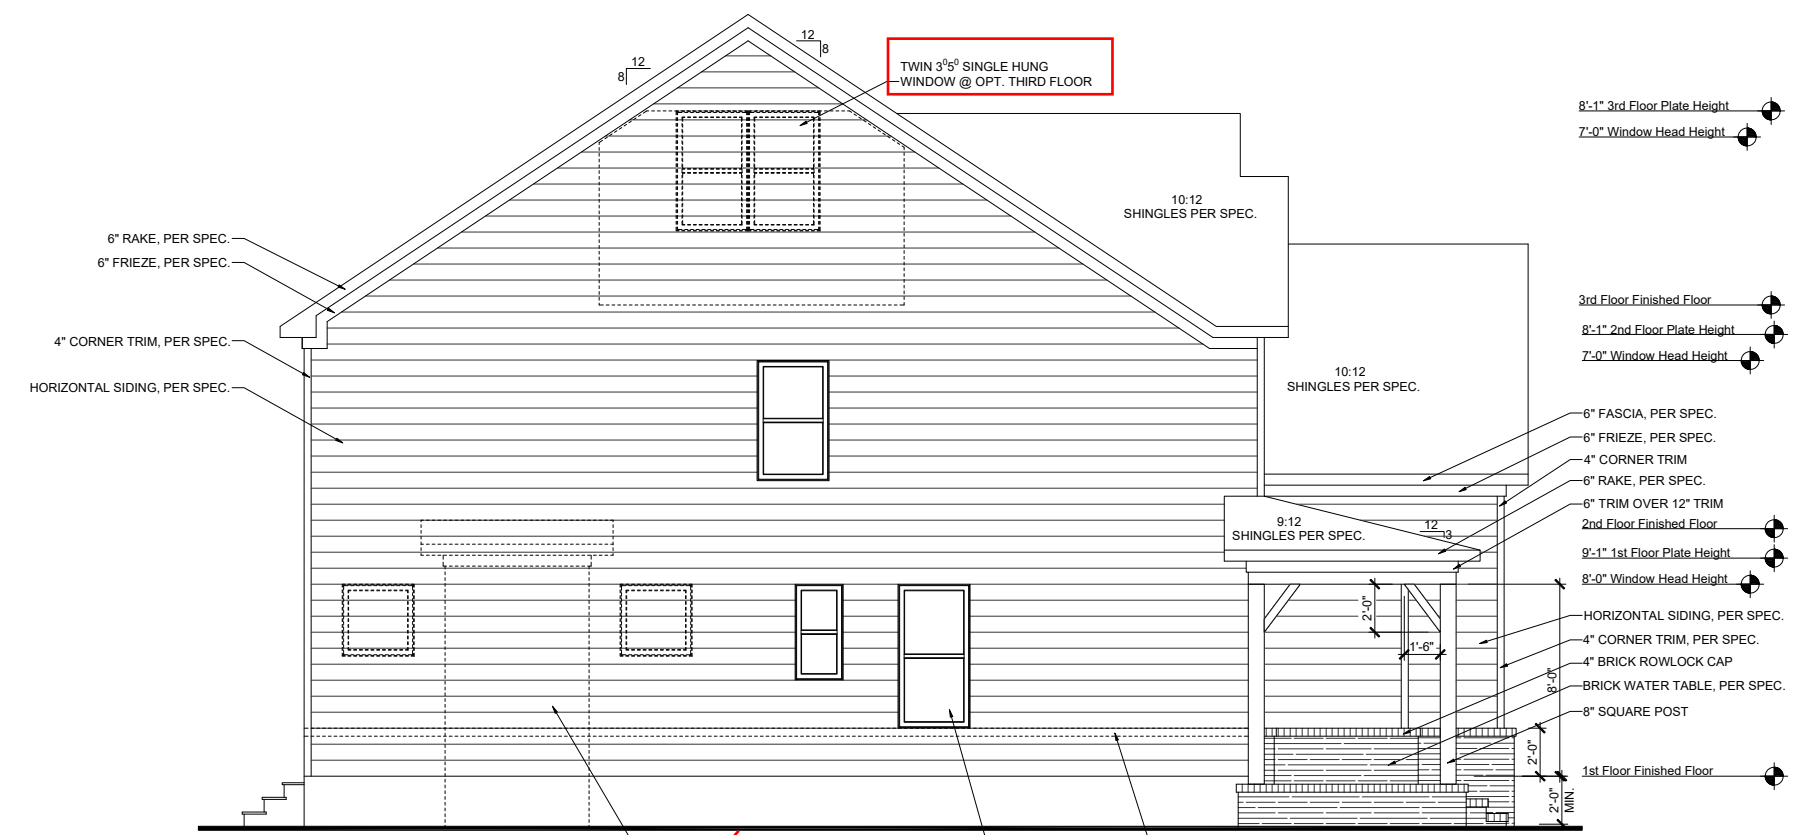 12
8
12
8
TWIN 3⁰5⁰ SINGLE HUNG
WINDOW @ OPT. THIRD FLOOR
8'-1" 3rd Floor Plate Height
7'-0" Window Head Height
10:12
SHINGLES PER SPEC.
6" RAKE, PER SPEC.
6" FRIEZE, PER SPEC.
3rd Floor Finished Floor
8'-1" 2nd Floor Plate Height
7'-0" Window Head Height
4" CORNER TRIM, PER SPEC.
HORIZONTAL SIDING, PER SPEC.
10:12
SHINGLES PER SPEC.
6" FASCIA, PER SPEC.
6" FRIEZE, PER SPEC.
4" CORNER TRIM
6" RAKE, PER SPEC.
6" TRIM OVER 12" TRIM
9:12
SHINGLES PER SPEC.
12
3
2nd Floor Finished Floor
9'-1" 1st Floor Plate Height
8'-0" Window Head Height
2'-0"
1'-6"
HORIZONTAL SIDING, PER SPEC.
4" CORNER TRIM, PER SPEC.
4" BRICK ROWLOCK CAP
8'-0"
BRICK WATER TABLE, PER SPEC.
8" SQUARE POST
2'-0"
1st Floor Finished Floor
2'-0"
MIN.